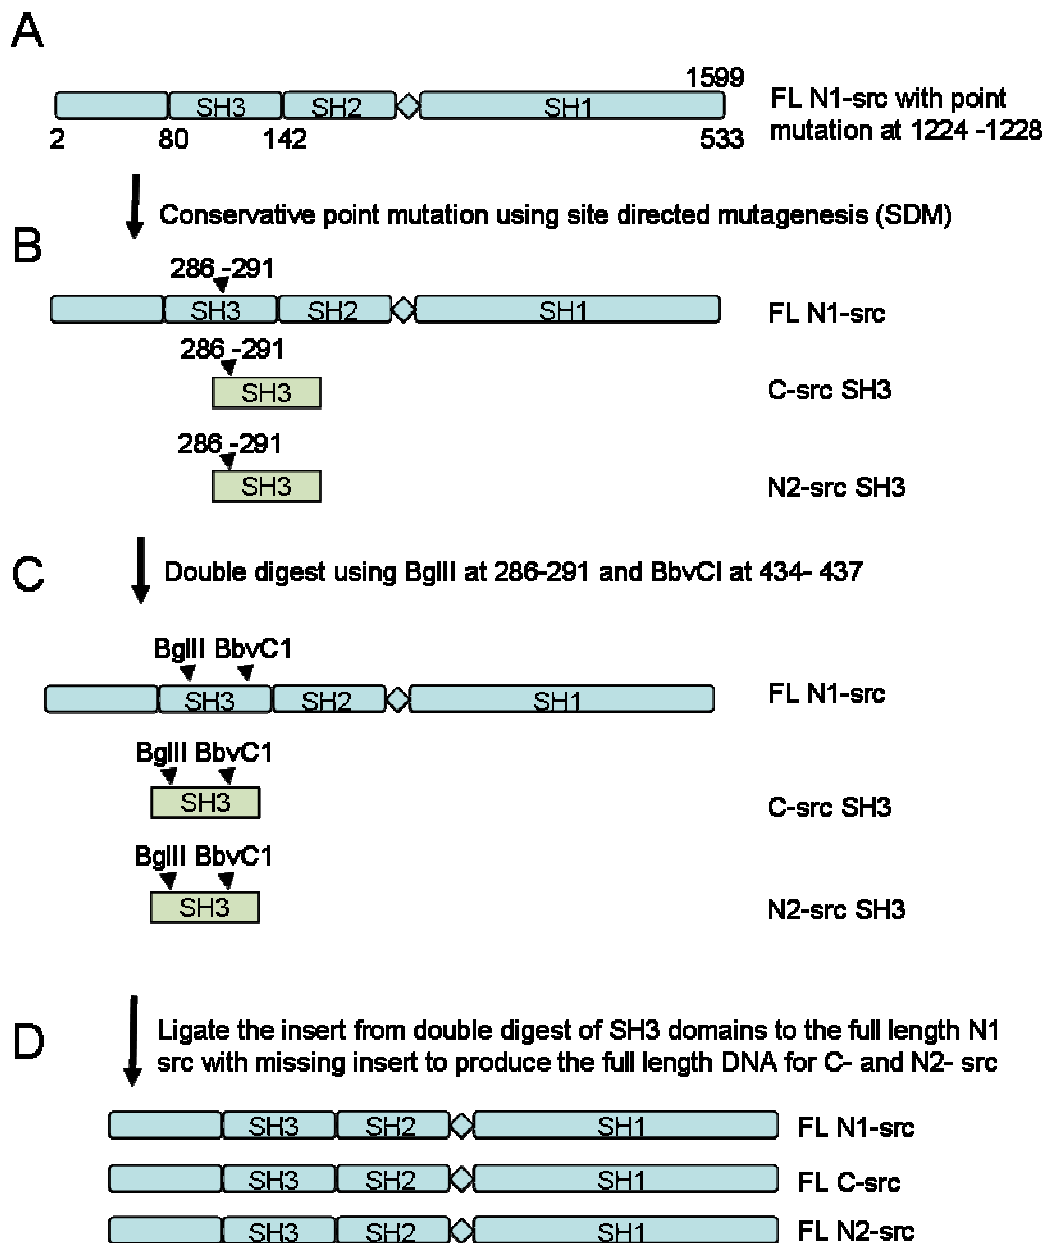 A
1599
SH3 SH2 SH1
2 80 142 533
FL N1-src with point
mutation at 1224 -1228
Conservative point mutation using site directed mutagenesis (SDM)
B
286 -291
SH3 SH2 SH1
FL N1-src
286 -291
SH3
C-src SH3
286 -291
SH3
N2-src SH3
C
Double digest using BglII at 286-291 and BbvCI at 434- 437
BglII BbvC1
SH3 SH2 SH1
FL N1-src
BglII BbvC1
SH3
C-src SH3
BglII BbvC1
SH3
N2-src SH3
D
Ligate the insert from double digest of SH3 domains to the full length N1
src with missing insert to produce the full length DNA for C- and N2- src
SH3 SH2 SH1 FL N1-src
SH3 SH2 SH1 FL C-src
SH3 SH2 SH1 FL N2-src